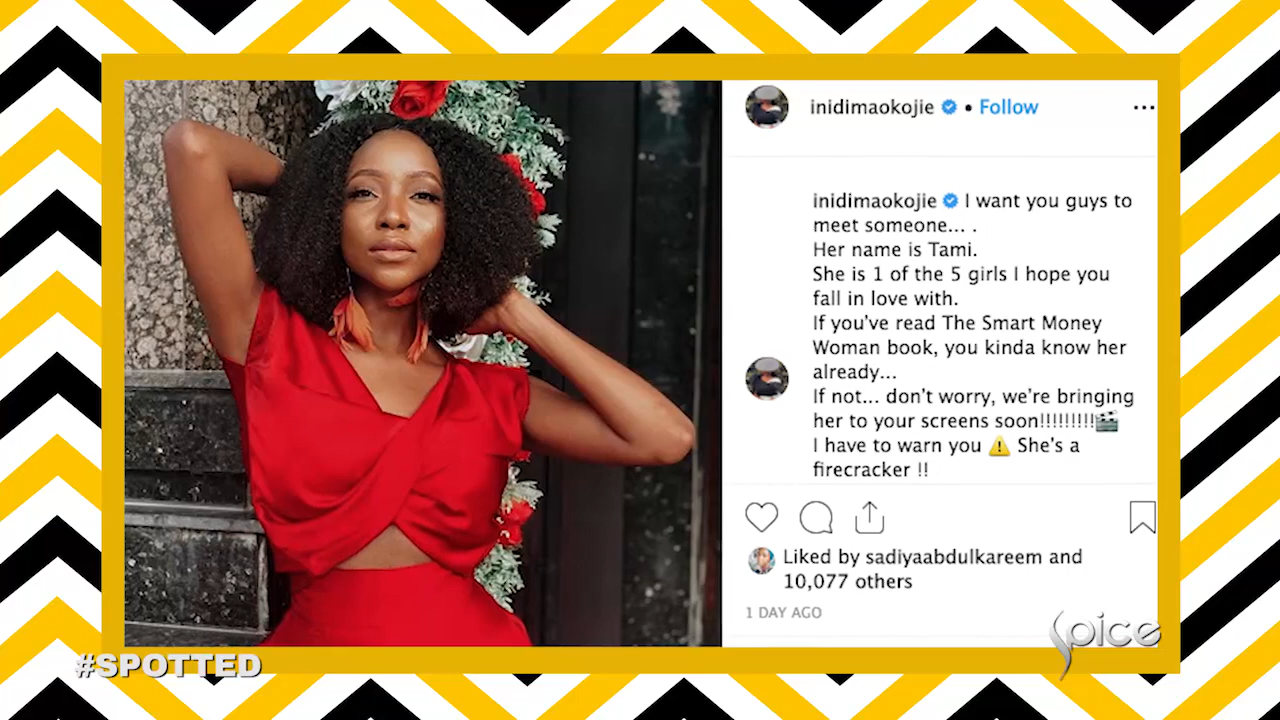 inidimaokojie • Follow
inidimaokojie I want you guys to
meet someone... .
Her name is Tami.
She is 1 of the 5 girls I hope you
fall in love with.
If you've read The Smart Money
Woman book, you kinda know her
already...
If not... don't worry, we're bringing
her to your screens soon!!!!!!!!!🎬
I have to warn you ⚠️ She's a
firecracker !!
Liked by sadiyaabdulkareem and
10,077 others
1 DAY AGO
Spice
#SPOTTED